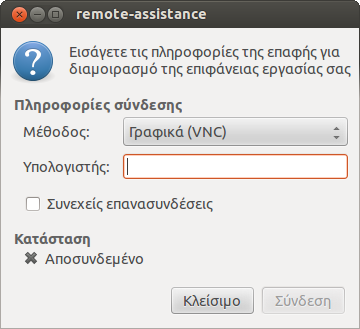 remote-assistance
Εισάγετε τις πληροφορίες της επαφής για
διαμοιρασμό της επιφάνειας εργασίας σας
Πληροφορίες σύνδεσης
Μέθοδος: Γραφικά (VNC)
Υπολογιστής:
Συνεχείς επανασυνδέσεις
Κατάσταση
Αποσυνδεμένο
Κλείσιμο Σύνδεση